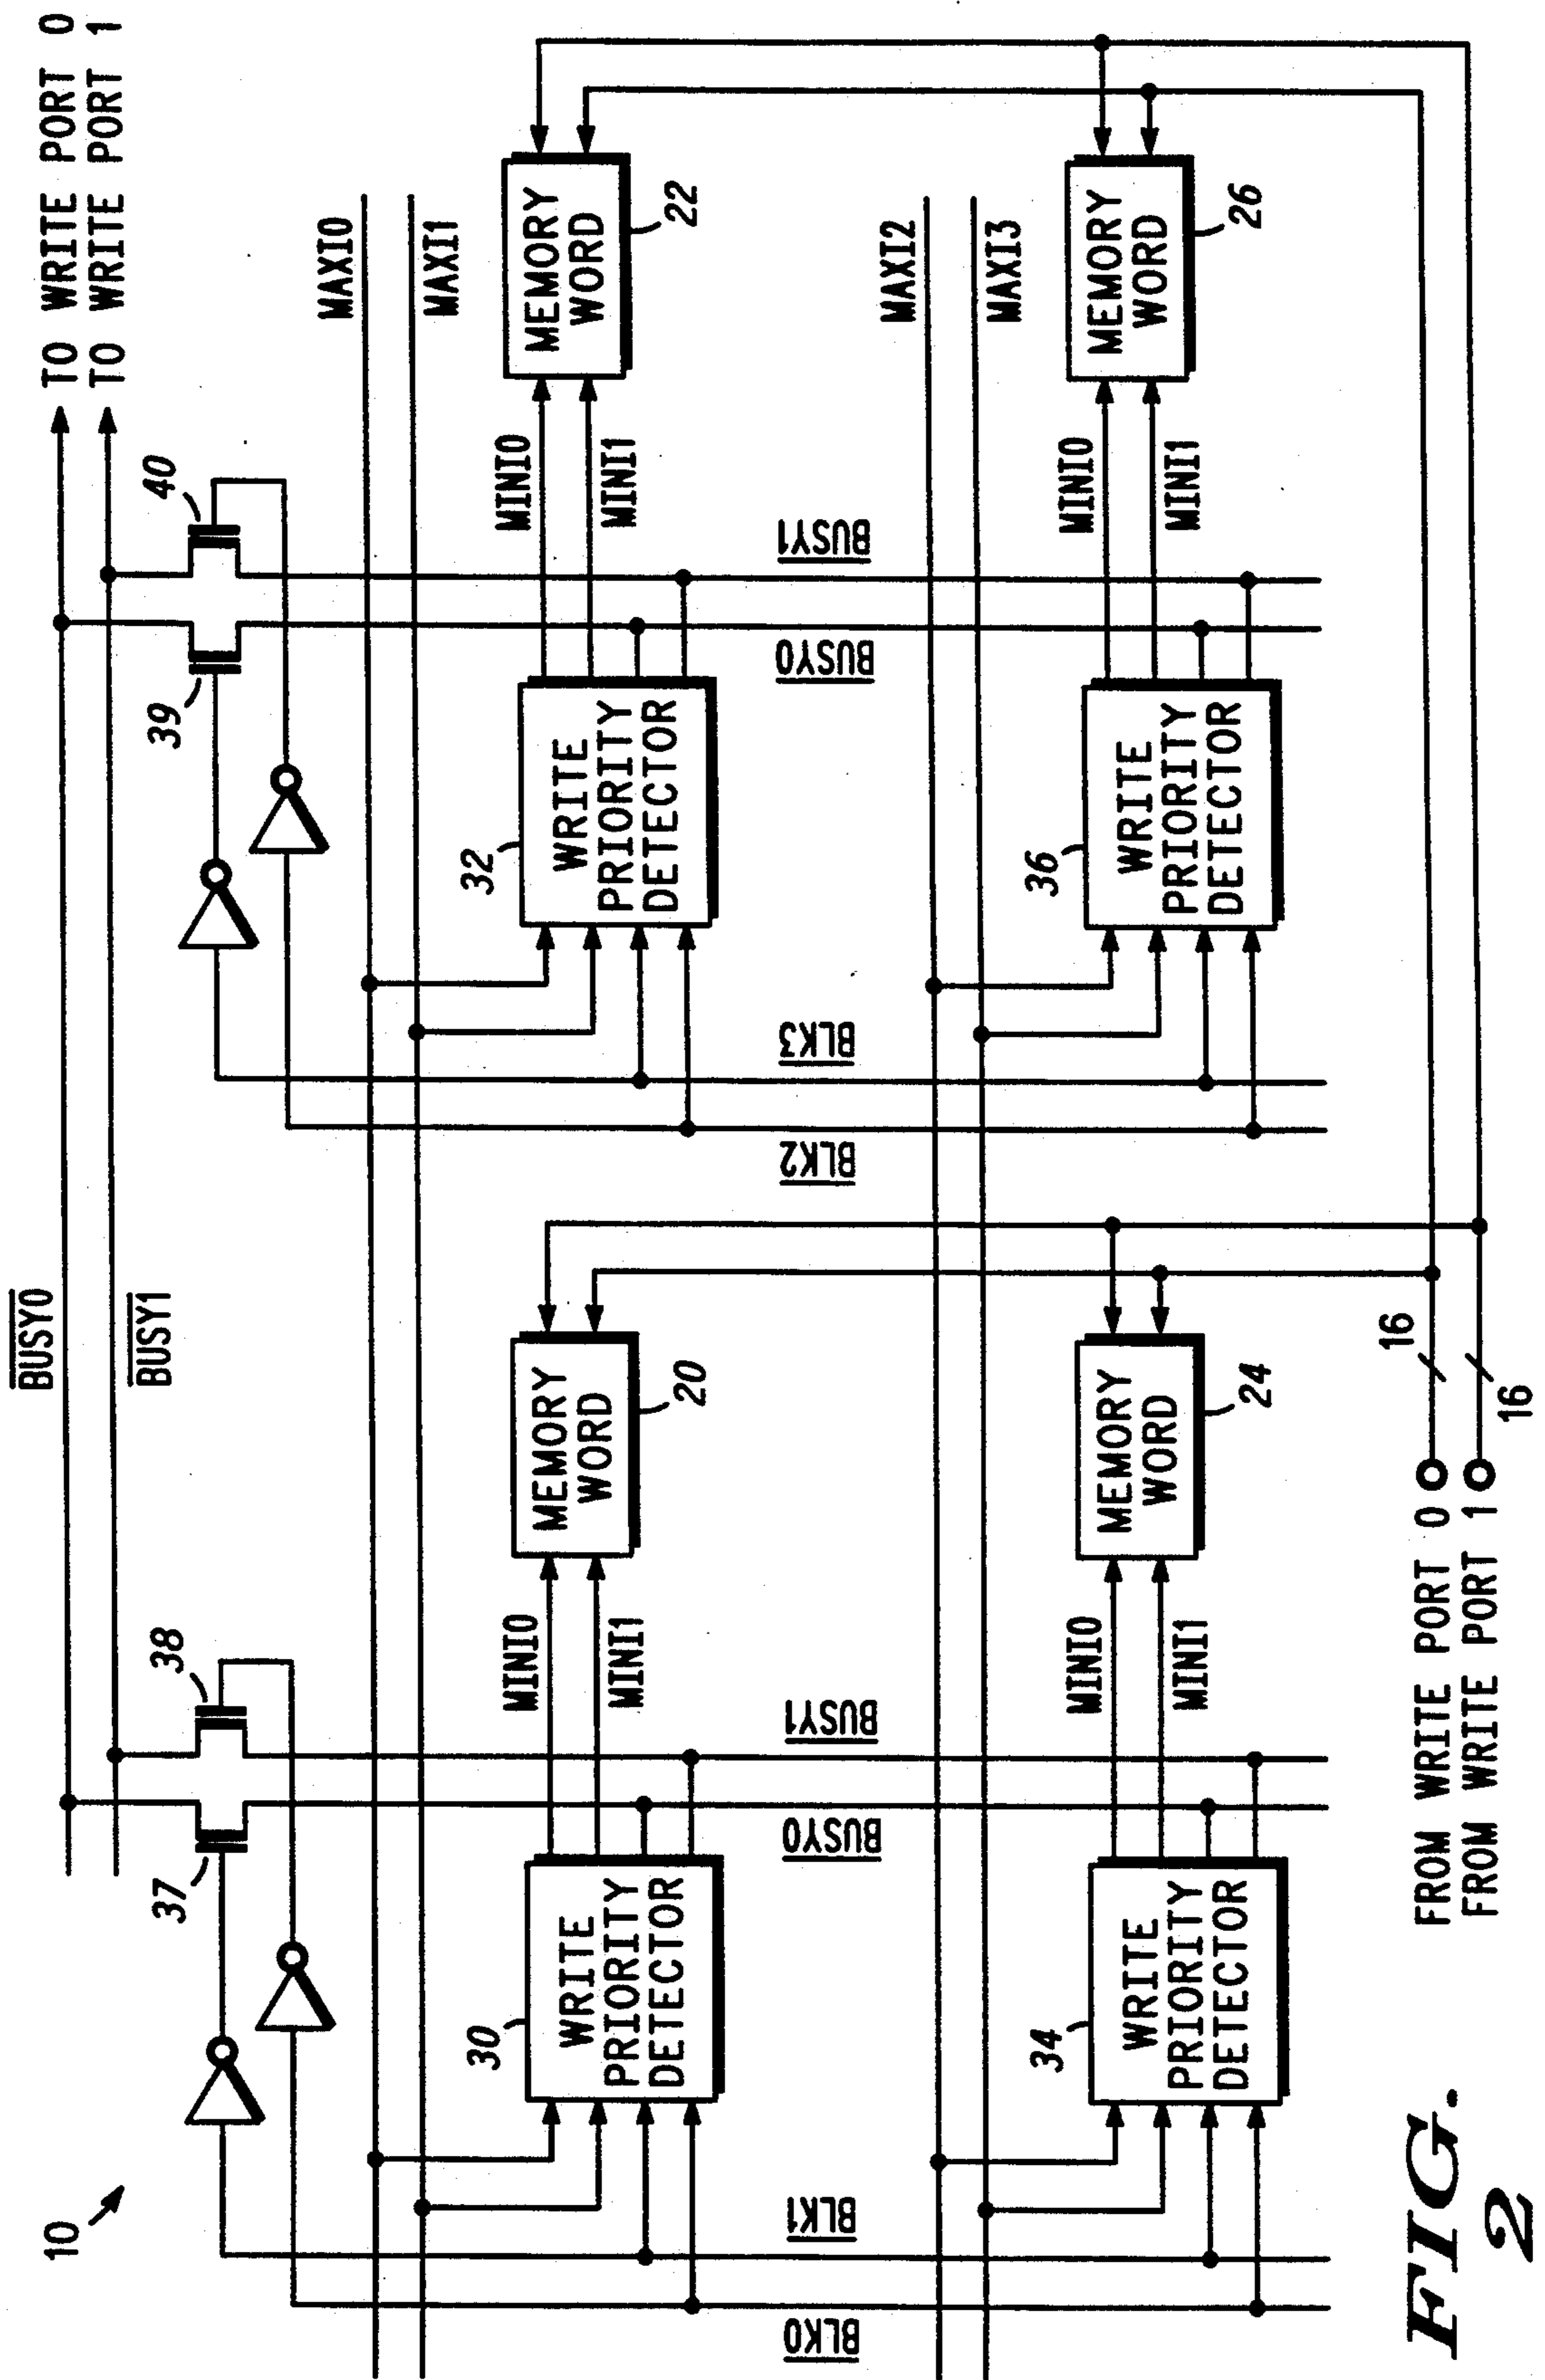 10
BUSY0
BUSY1
TO WRITE PORT 0
TO WRITE PORT 1
37
38
39
40
MAXI0
MAXI1
30
WRITE
PRIORITY
DETECTOR
MINI0
MINI1
MEMORY
WORD
20
32
WRITE
PRIORITY
DETECTOR
MINI0
MINI1
MEMORY
WORD
22
BLK0
BLK1
BUSY0
BUSY1
BLK2
BLK3
BUSY0
BUSY1
MAXI2
MAXI3
34
WRITE
PRIORITY
DETECTOR
MINI0
MINI1
MEMORY
WORD
24
36
WRITE
PRIORITY
DETECTOR
MINI0
MINI1
MEMORY
WORD
26
FROM WRITE PORT 0
FROM WRITE PORT 1
16
16
FIG.
2